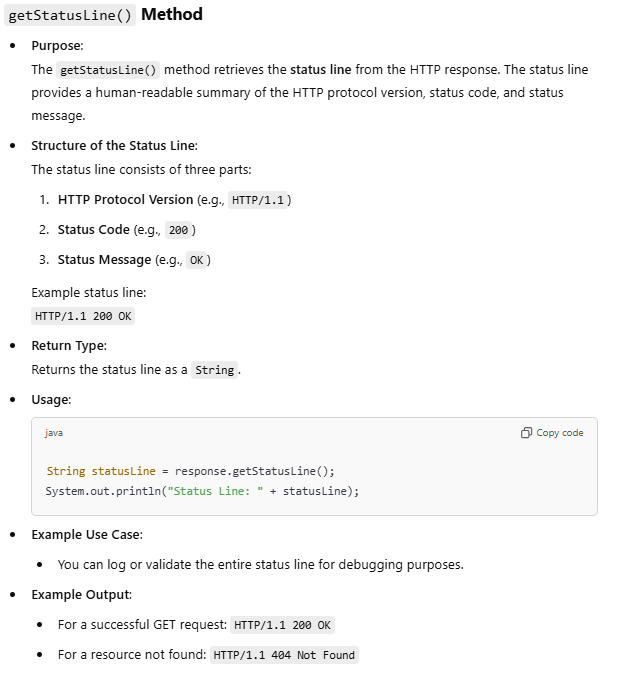 getStatusLine() Method
• Purpose:
The getStatusLine() method retrieves the status line from the HTTP response. The status line
provides a human-readable summary of the HTTP protocol version, status code, and status
message.
• Structure of the Status Line:
The status line consists of three parts:
1. HTTP Protocol Version (e.g., HTTP/1.1)
2. Status Code (e.g., 200)
3. Status Message (e.g., OK)
Example status line:
HTTP/1.1 200 OK
• Return Type:
Returns the status line as a String.
• Usage:
java Copy code
String statusLine = response.getStatusLine();
System.out.println("Status Line: " + statusLine);
• Example Use Case:
• You can log or validate the entire status line for debugging purposes.
• Example Output:
• For a successful GET request: HTTP/1.1 200 OK
• For a resource not found: HTTP/1.1 404 Not Found